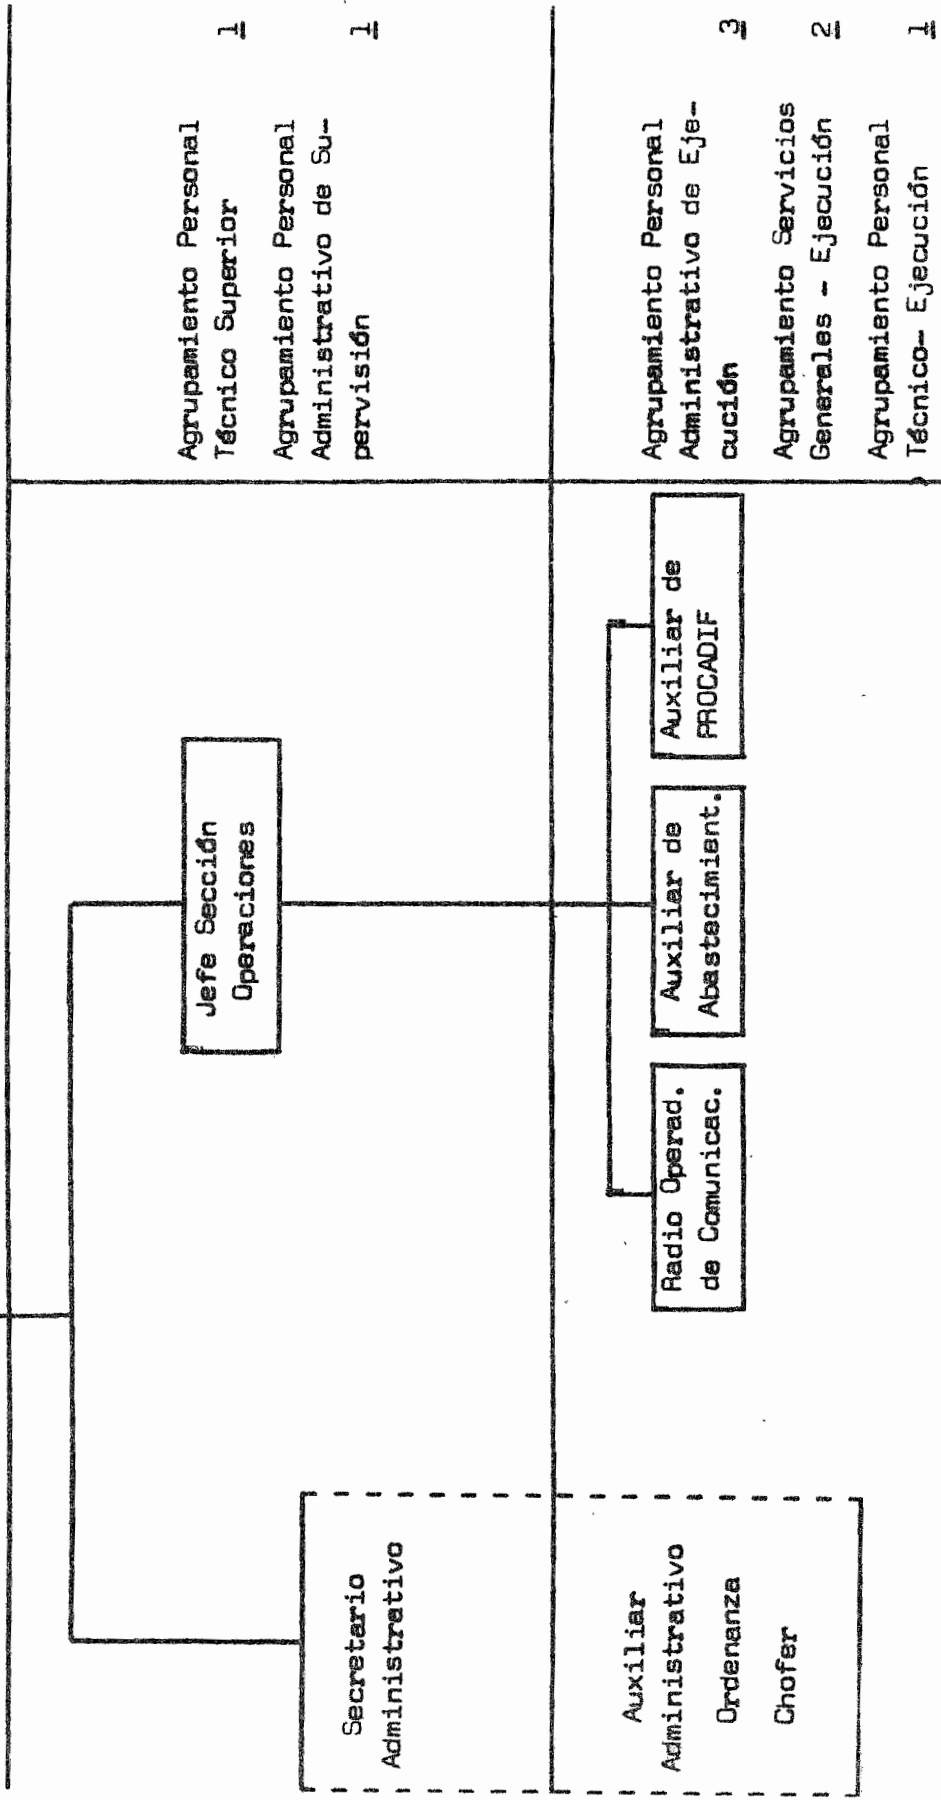 Jefe Sección
Operaciones
Secretario
Administrativo
Agrupamiento Personal
Técnico Superior 1
Agrupamiento Personal
Administrativo de Su-
pervisión 1
Auxiliar
Administrativo
Ordenanza
Chofer
Radio Operad.
de Comunicac.
Auxiliar de
Abastecimient.
Auxiliar de
PROCADIF
Agrupamiento Personal
Administrativo de Eje-
cución 3
Agrupamiento Servicios
Generales - Ejecución 2
Agrupamiento Personal
Técnico- Ejecución 1